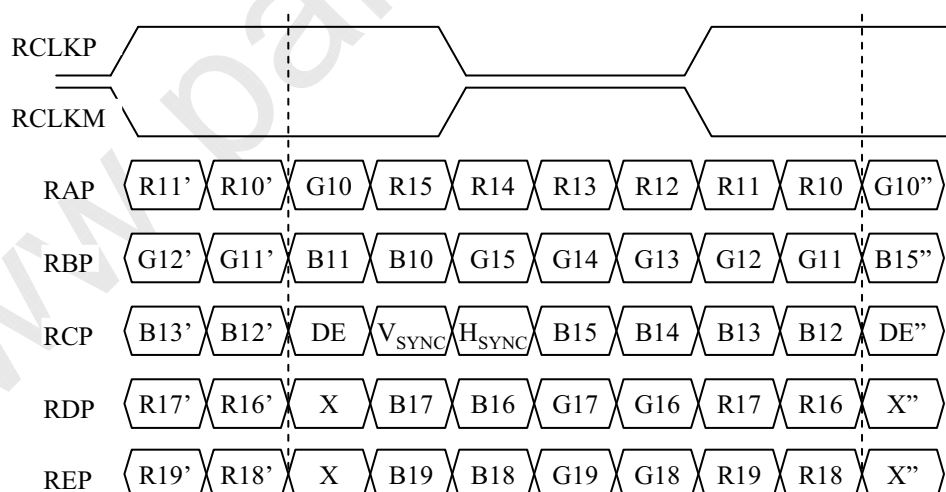 RCLKP
RCLKM
RAP R11’ R10’ G10 R15 R14 R13 R12 R11 R10 G10”
RBP G12’ G11’ B11 B10 G15 G14 G13 G12 G11 B15”
RCP B13’ B12’ DE VSYNC HSYNC B15 B14 B13 B12 DE”
RDP R17’ R16’ X B17 B16 G17 G16 R17 R16 X”
REP R19’ R18’ X B19 B18 G19 G18 R19 R18 X”